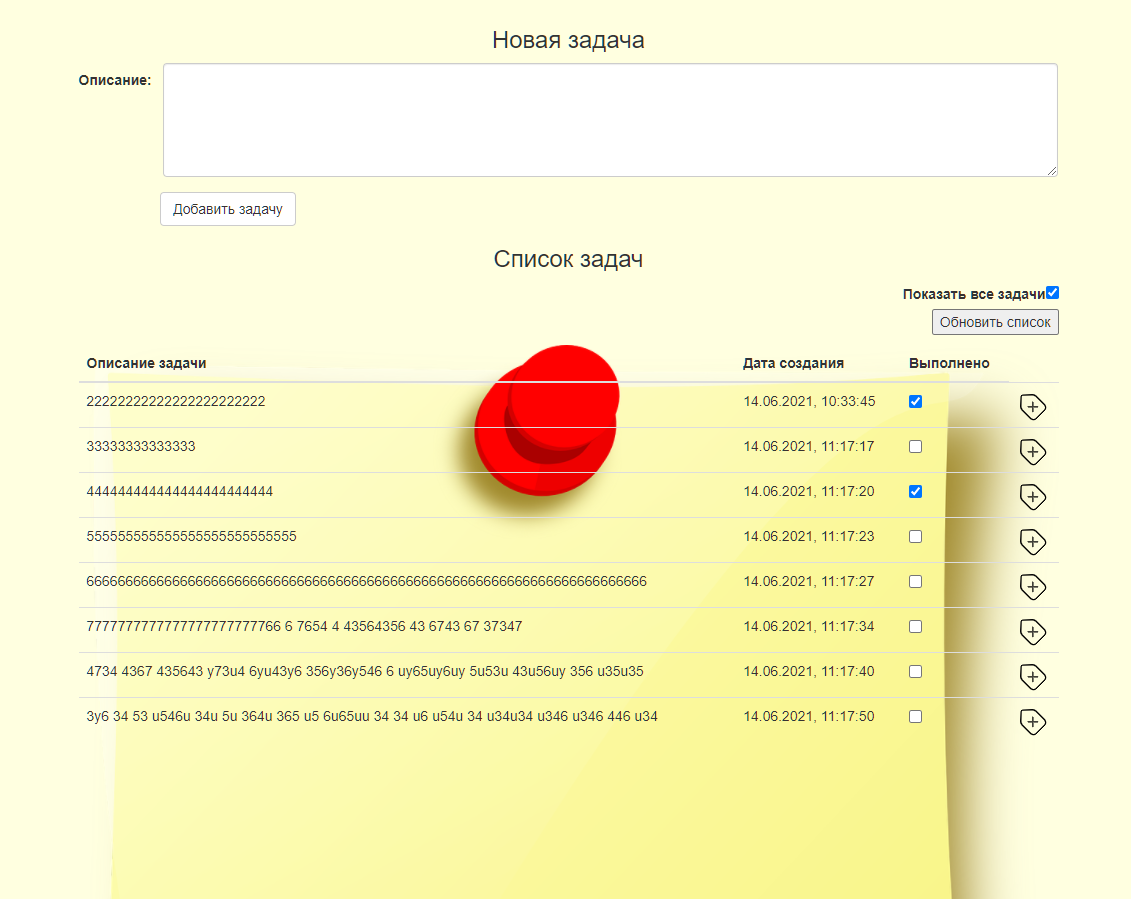 Новая задача
Описание:
Добавить задачу
Список задач
Показать все задачи
Обновить список
Описание задачи Дата создания Выполнено
22222222222222222222222 14.06.2021, 10:33:45
33333333333333 14.06.2021, 11:17:17
444444444444444444444444 14.06.2021, 11:17:20
555555555555555555555555555 14.06.2021, 11:17:23
666666666666666666666666666666666666666666666666666666666666666666666666 14.06.2021, 11:17:27
77777777777777777777777766 6 7654 4 43564356 43 6743 67 37347 14.06.2021, 11:17:34
4734 4367 435643 y73u4 6yu43y6 356y36y546 6 uy65uy6uy 5u53u 43u56uy 356 u35u35 14.06.2021, 11:17:40
3y6 34 53 u546u 34u 5u 364u 365 u5 6u65uu 34 34 u6 u54u 34 u34u34 u346 u346 446 u34 14.06.2021, 11:17:50